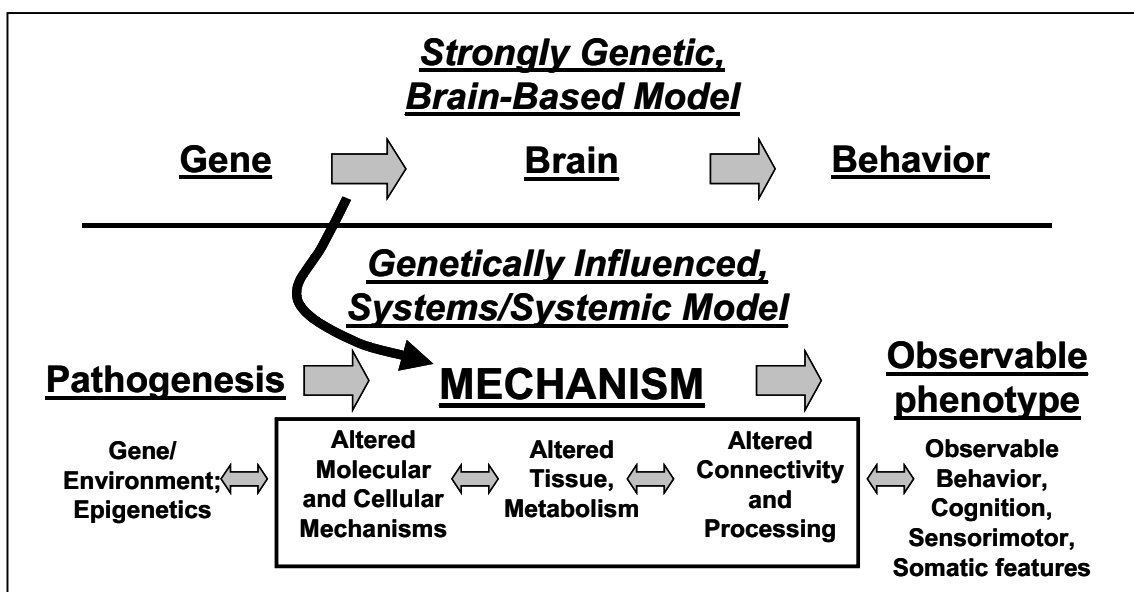 Strongly Genetic,
Brain-Based Model
Gene
Brain
Behavior
Genetically Influenced,
Systems/Systemic Model
Pathogenesis
MECHANISM
Observable
phenotype
Gene/
Environment;
Epigenetics
Altered
Molecular
and Cellular
Mechanisms
Altered
Tissue,
Metabolism
Altered
Connectivity
and
Processing
Observable
Behavior,
Cognition,
Sensorimotor,
Somatic features